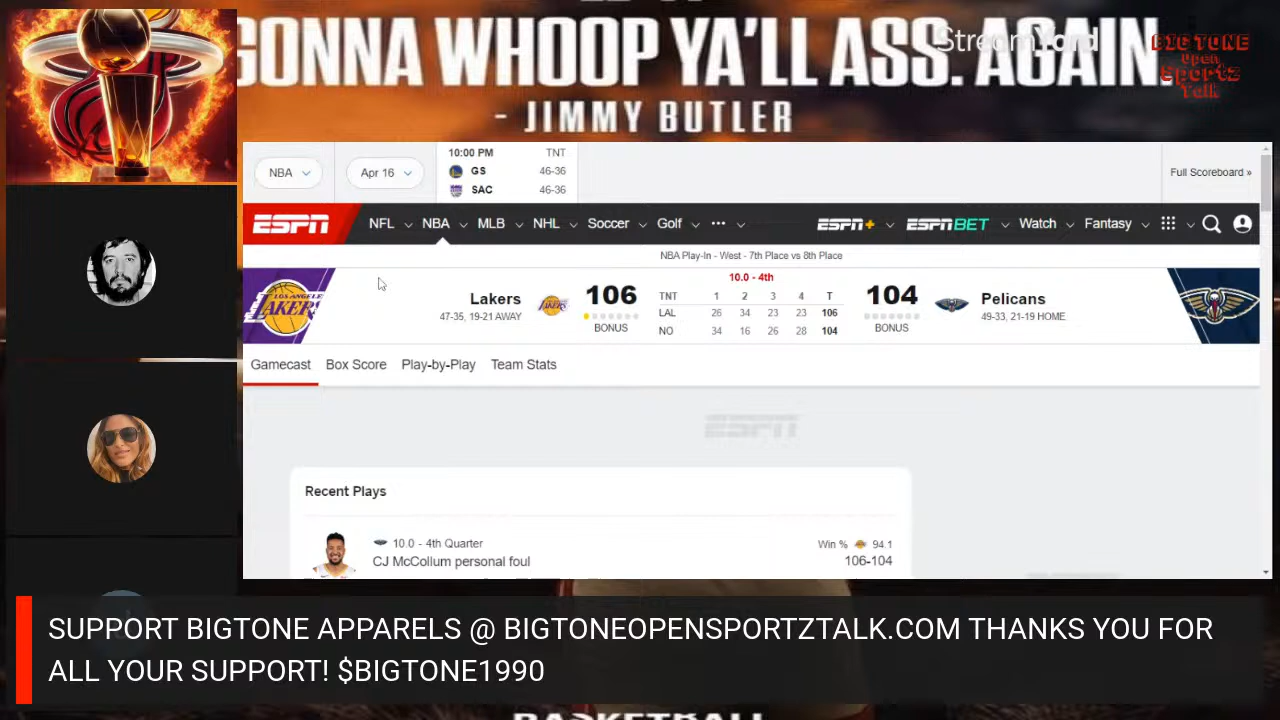 GONNA WHOOP YA'LL ASS. AGAIN.
- JIMMY BUTLER
StreamYard
BIG TONE
Open
Sportz
Talk
NBA
Apr 16
10:00 PM TNT
GS 46-36
SAC 46-36
Full Scoreboard »
ESPN NFL NBA MLB NHL Soccer Golf ••• ESPN+ ESPN BET Watch Fantasy
NBA Play-In - West - 7th Place vs 8th Place
LOS ANGELES
LAKERS
Lakers
47-35, 19-21 AWAY
106
BONUS
10.0 - 4th
TNT 1 2 3 4 T
LAL 26 34 23 23 106
NO 34 16 26 28 104
104
BONUS
Pelicans
49-33, 21-19 HOME
Gamecast Box Score Play-by-Play Team Stats
ESPN
Recent Plays
10.0 - 4th Quarter
CJ McCollum personal foul
Win % 94.1
106-104
SUPPORT BIGTONE APPARELS @ BIGTONEOPENSPORTZTALK.COM THANKS YOU FOR
ALL YOUR SUPPORT! $BIGTONE1990
BASKETBALL